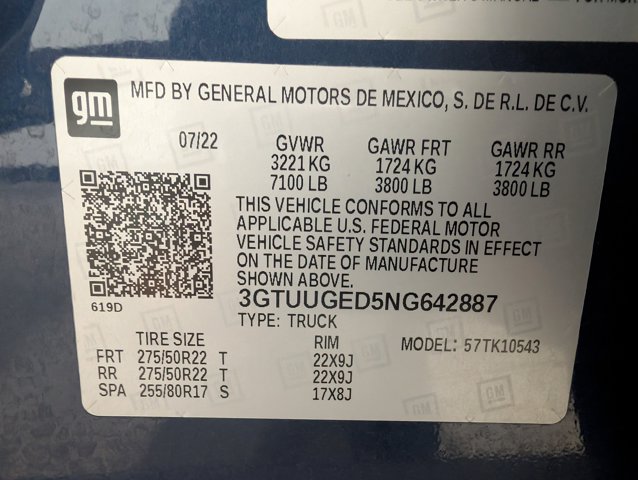 gm
MFD BY GENERAL MOTORS DE MEXICO, S. DE R.L. DE C.V.
07/22 GVWR GAWR FRT GAWR RR
3221 KG 1724 KG 1724 KG
7100 LB 3800 LB 3800 LB
THIS VEHICLE CONFORMS TO ALL
APPLICABLE U.S. FEDERAL MOTOR
VEHICLE SAFETY STANDARDS IN EFFECT
ON THE DATE OF MANUFACTURE
SHOWN ABOVE.
619D
3GTUUGED5NG642887
TYPE: TRUCK
TIRE SIZE RIM MODEL: 57TK10543
FRT 275/50R22 T 22X9J
RR 275/50R22 T 22X9J
SPA 255/80R17 S 17X8J